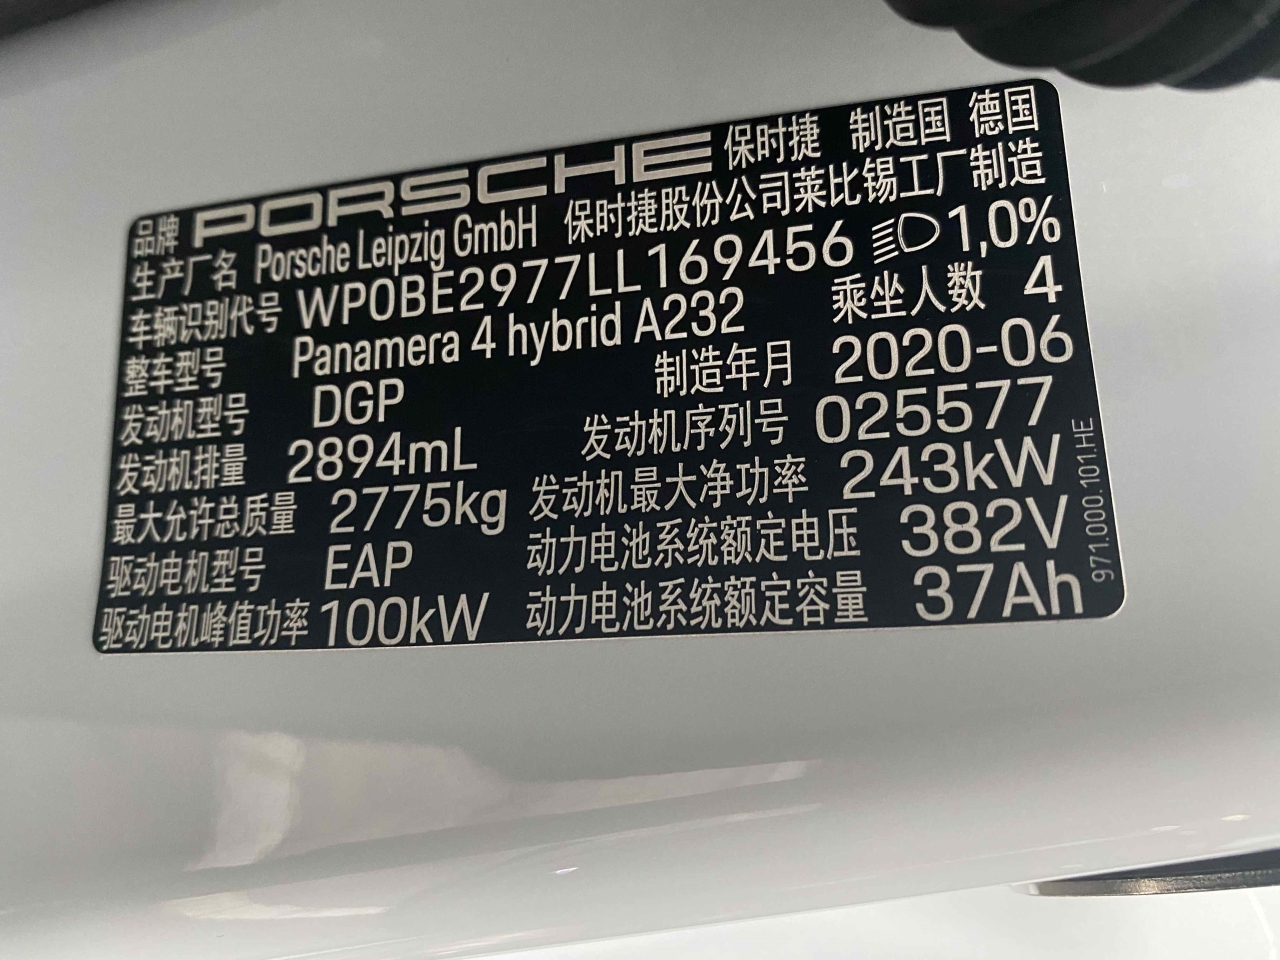 品牌 PORSCHE 保时捷 制造国 德国
生产厂名 Porsche Leipzig GmbH 保时捷股份公司莱比锡工厂制造
车辆识别代号 WP0BE2977LL169456 1,0%
整车型号 Panamera 4 hybrid A232 乘坐人数 4
发动机型号 DGP 制造年月 2020-06
发动机排量 2894mL 发动机序列号 025577
最大允许总质量 2775kg 发动机最大净功率 243kW
驱动电机型号 EAP 动力电池系统额定电压 382V
驱动电机峰值功率 100kW 动力电池系统额定容量 37Ah
971.000.101.HE